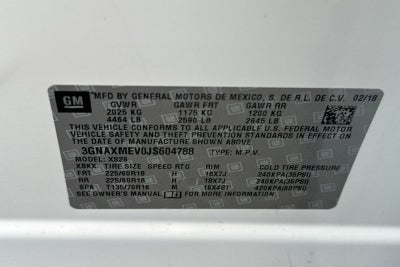 GM
MFD BY GENERAL MOTORS DE MEXICO, S. DE R.L. DE C.V. 02/18
GVWR GAWR FRT GAWR RR
2025 KG 1175 KG 1200 KG
4464 LB 2590 LB 2645 LB
THIS VEHICLE CONFORMS TO ALL APPLICABLE U.S. FEDERAL MOTOR
VEHICLE SAFETY AND THEFT PREVENTION STANDARDS IN EFFECT ON
THE DATE OF MANUFACTURE SHOWN ABOVE.
3GNAXMEV0JS604788 TYPE: M.P.V.
MODEL: XS26
TIRE SIZE SPEED RTG RIM COLD TIRE PRESSURE
FRT 225/60R18 H 18X7J 240KPA(35PSI)
RR 225/60R18 H 18X7J 240KPA(35PSI)
SPA T135/70R16 M 16X4BT 420KPA(60PSI)
SEE OWNER'S MANUAL FOR MORE INFORMATION.